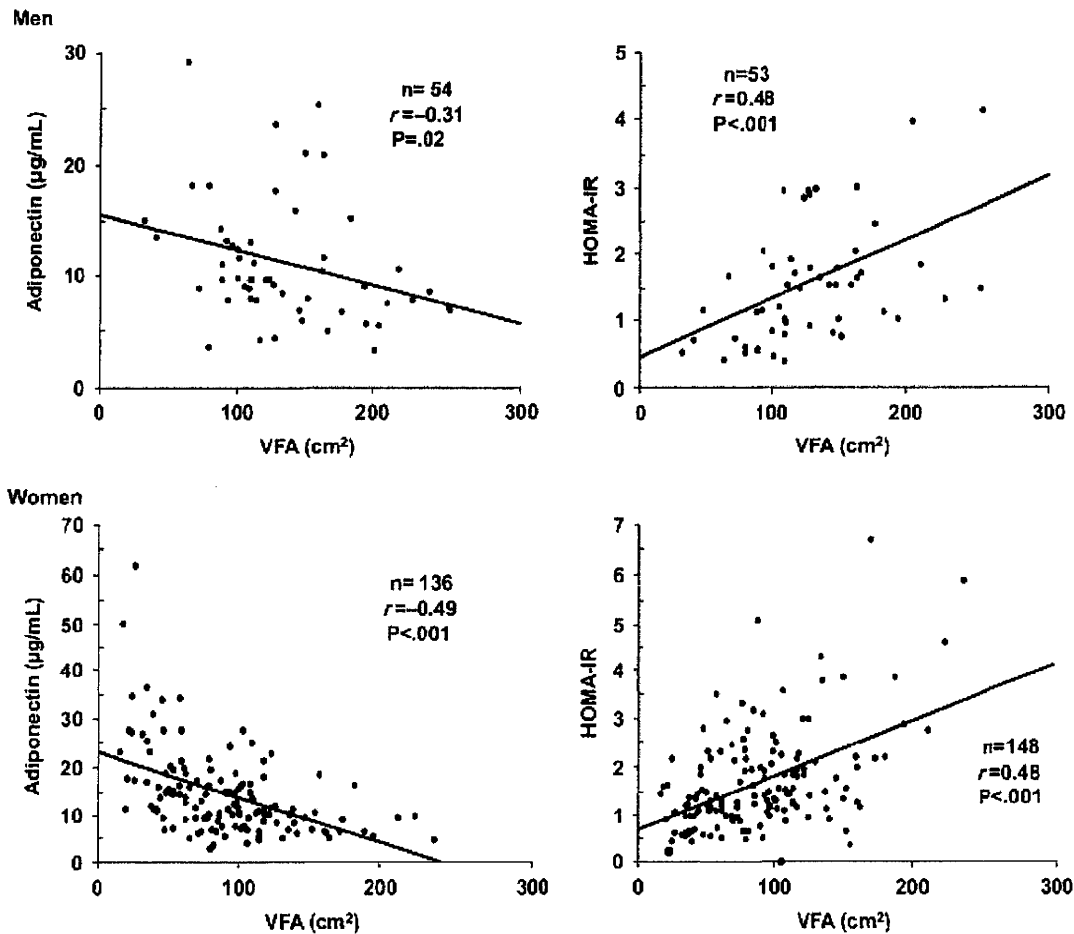 Men
30
20
10
0
Adiponectin (µg/mL)
n= 54
r=–0.31
P=.02
0 100 200 300
VFA (cm²)
5
4
3
2
1
0
HOMA-IR
n=53
r=0.48
P<.001
0 100 200 300
VFA (cm²)
Women
70
60
50
40
30
20
10
0
Adiponectin (µg/mL)
n= 136
r=–0.49
P<.001
0 100 200 300
VFA (cm²)
7
6
5
4
3
2
1
0
HOMA-IR
n=148
r=0.48
P<.001
0 100 200 300
VFA (cm²)